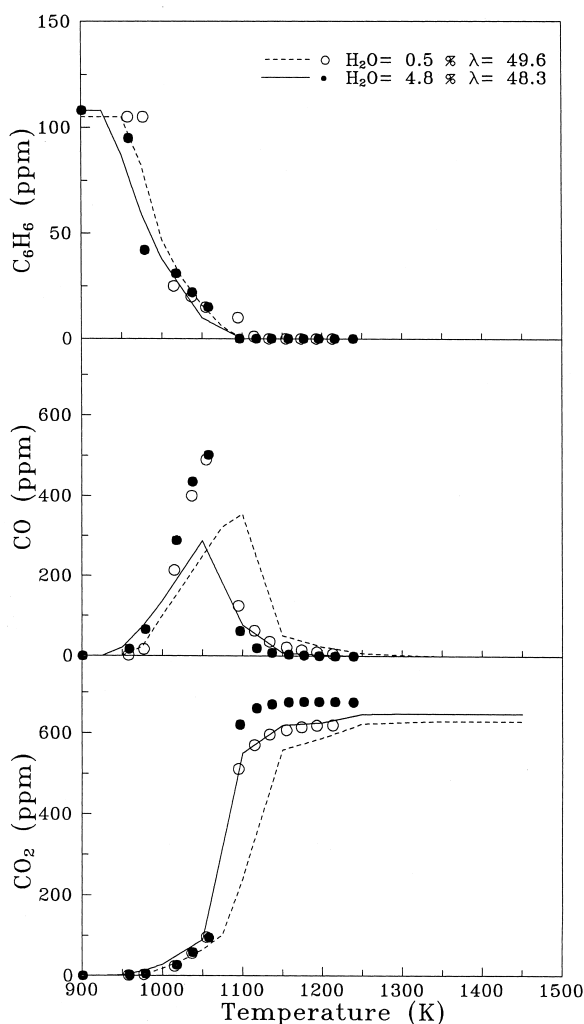 150
H₂O= 0.5 % λ= 49.6
H₂O= 4.8 % λ= 48.3
100
C₆H₆ (ppm)
50
0
600
CO (ppm)
400
200
0
600
CO₂ (ppm)
400
200
0
900 1000 1100 1200 1300 1400 1500
Temperature (K)